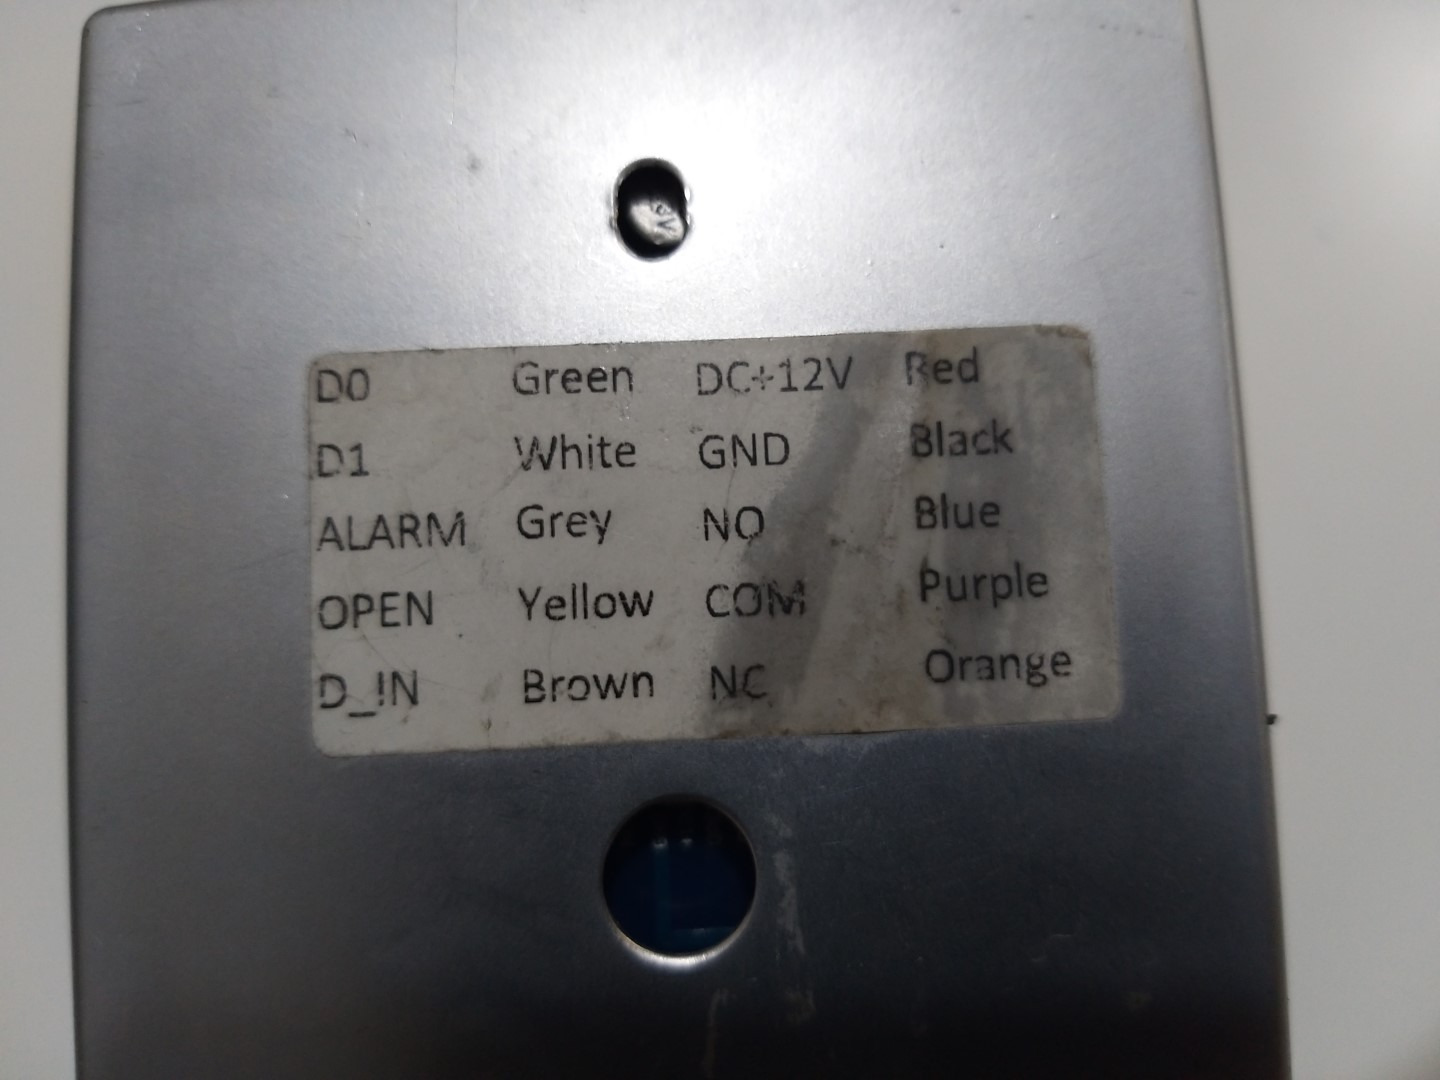 D0 Green DC+12V Red
D1 White GND Black
ALARM Grey NO Blue
OPEN Yellow COM Purple
D_IN Brown NC Orange